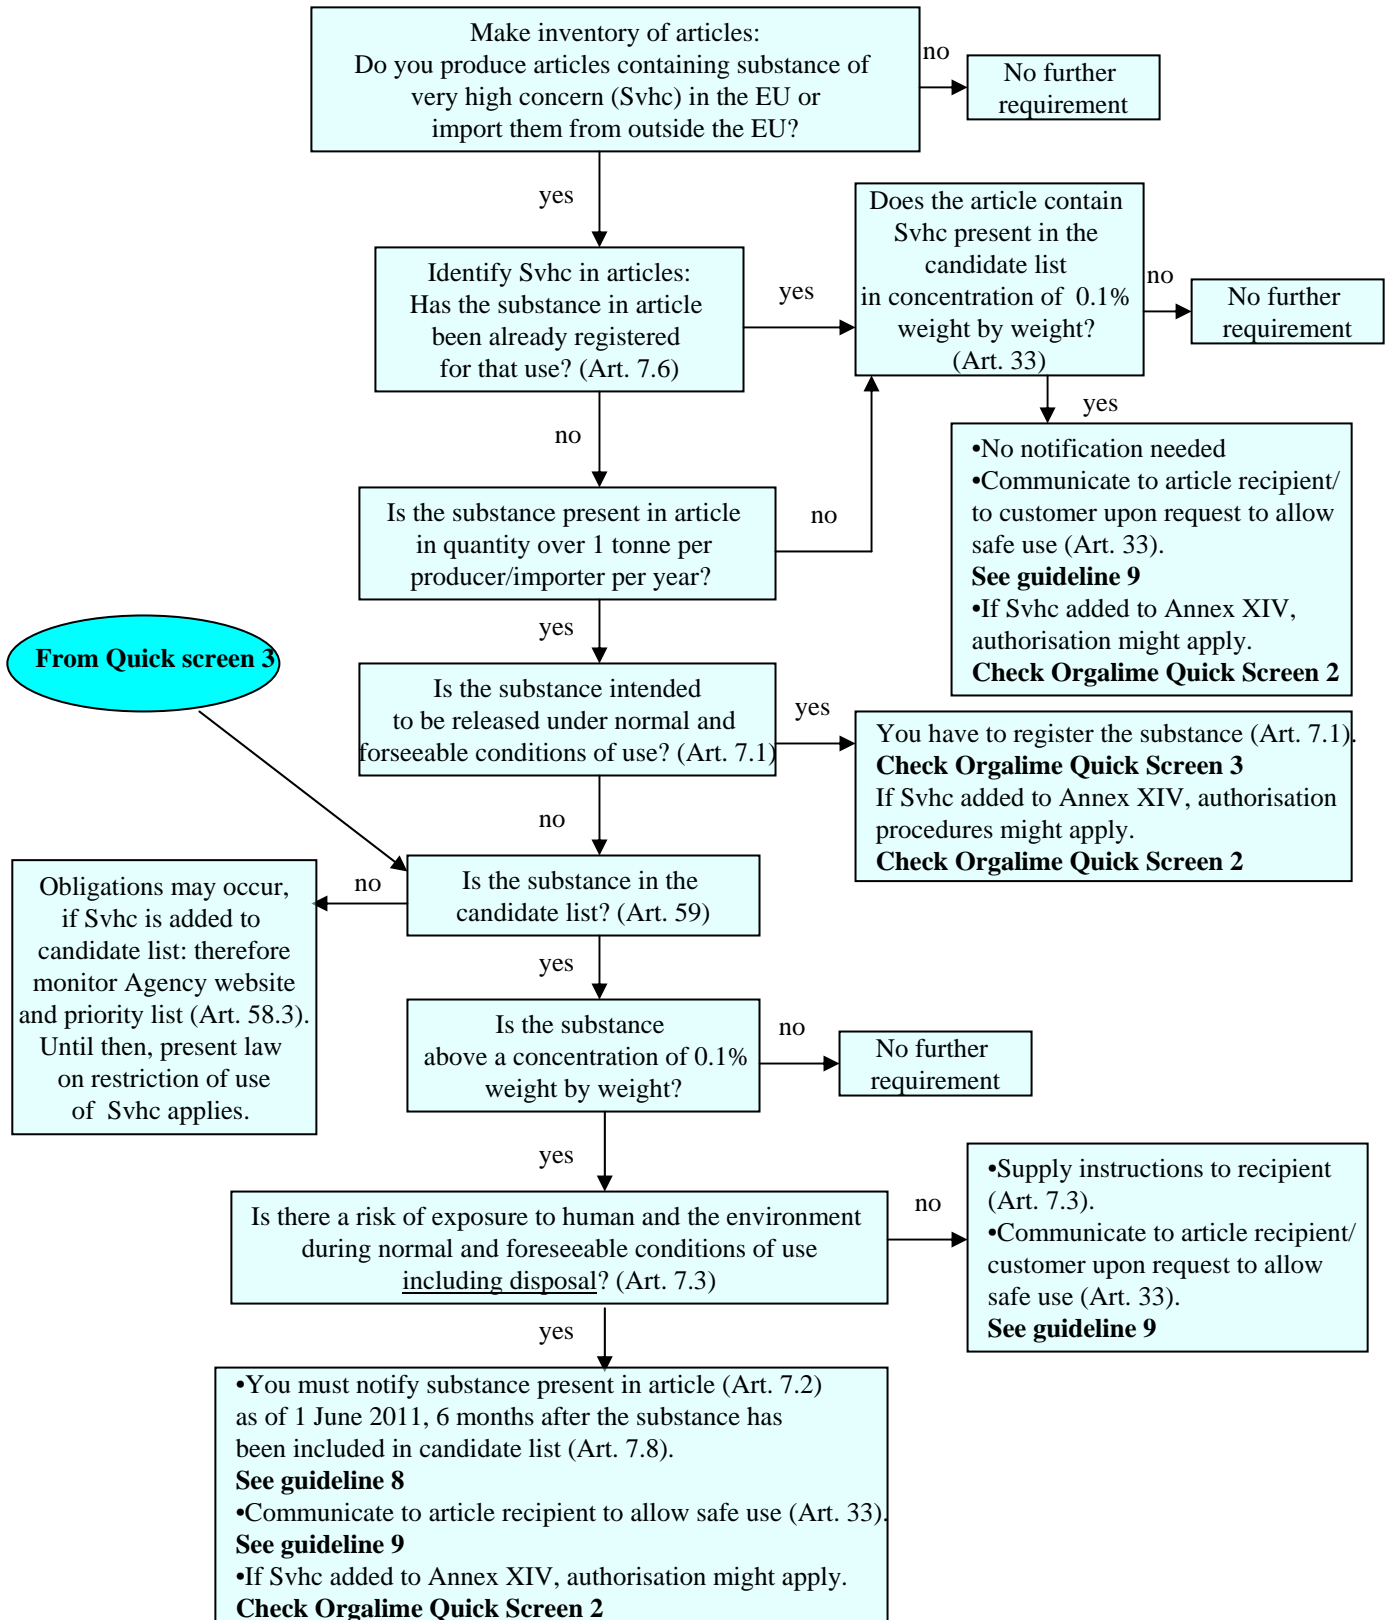 Make inventory of articles:
Do you produce articles containing substance of
very high concern (Svhc) in the EU or
import them from outside the EU?
no
No further
requirement
yes
Identify Svhc in articles:
Has the substance in article
been already registered
for that use? (Art. 7.6)
yes
Does the article contain
Svhc present in the
candidate list
in concentration of  0.1%
weight by weight?
(Art. 33)
no
No further
requirement
yes
•No notification needed
•Communicate to article recipient/
to customer upon request to allow
safe use (Art. 33).
See guideline 9
•If Svhc added to Annex XIV,
authorisation might apply.
Check Orgalime Quick Screen 2
no
Is the substance present in article
in quantity over 1 tonne per
producer/importer per year?
no
yes
From Quick screen 3
Is the substance intended
to be released under normal and
forseeable conditions of use? (Art. 7.1)
yes
You have to register the substance (Art. 7.1).
Check Orgalime Quick Screen 3
If Svhc added to Annex XIV, authorisation
procedures might apply.
Check Orgalime Quick Screen 2
no
Is the substance in the
candidate list? (Art. 59)
no
Obligations may occur,
if Svhc is added to
candidate list: therefore
monitor Agency website
and priority list (Art. 58.3).
Until then, present law
on restriction of use
of  Svhc applies.
yes
Is the substance
above a concentration of 0.1%
weight by weight?
no
No further
requirement
yes
Is there a risk of exposure to human and the environment
during normal and foreseeable conditions of use
including disposal? (Art. 7.3)
no
•Supply instructions to recipient
(Art. 7.3).
•Communicate to article recipient/
customer upon request to allow
safe use (Art. 33).
See guideline 9
yes
•You must notify substance present in article (Art. 7.2)
as of 1 June 2011, 6 months after the substance has
been included in candidate list (Art. 7.8).
See guideline 8
•Communicate to article recipient to allow safe use (Art. 33).
See guideline 9
•If Svhc added to Annex XIV, authorisation might apply.
Check Orgalime Quick Screen 2